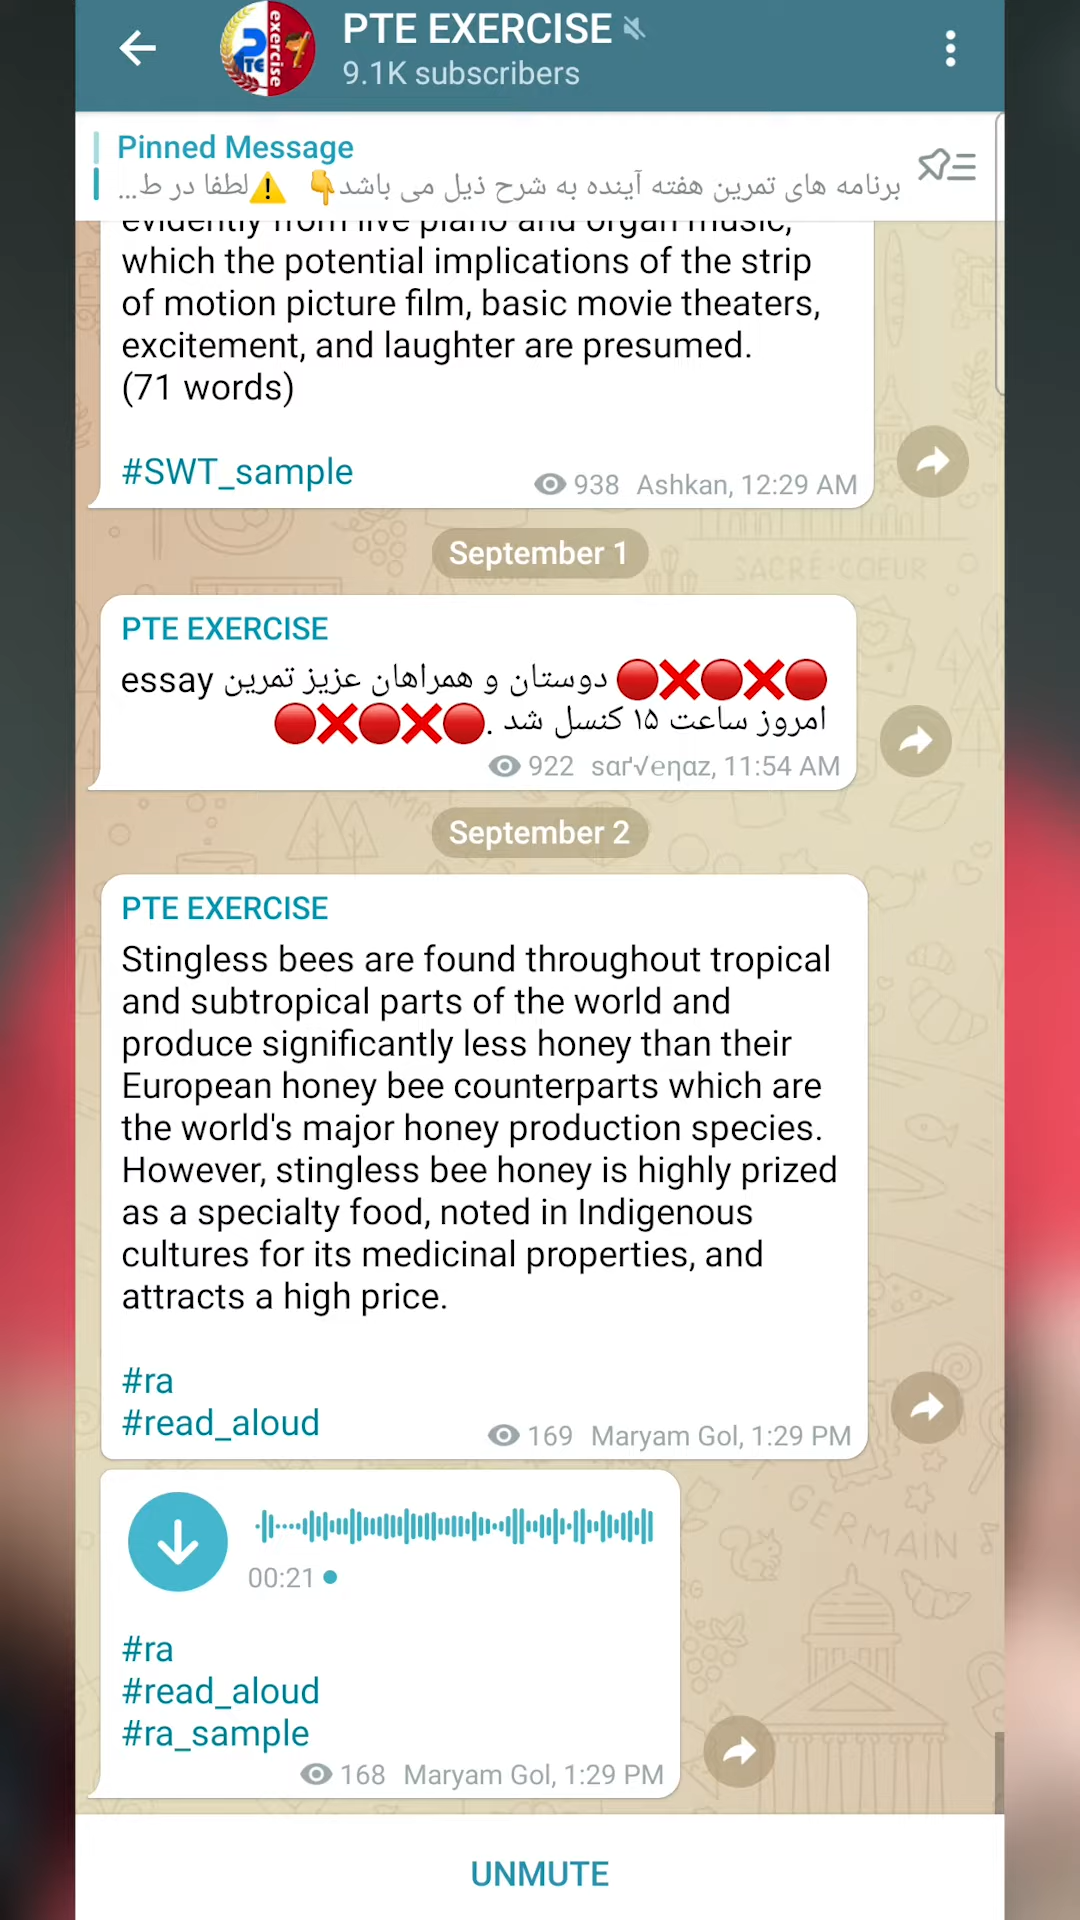 PTE EXERCISE
9.1K subscribers
exercise
PTE
Pinned Message
برنامه های تمرین هفته آینده به شرح ذیل می باشد👇 ⚠️لطفا در ط...
evidently from live piano and organ music,
which the potential implications of the strip
of motion picture film, basic movie theaters,
excitement, and laughter are presumed.
(71 words)
#SWT_sample
938 Ashkan, 12:29 AM
SACRÉ-CŒUR
September 1
PTE EXERCISE
🔴❌🔴❌🔴 دوستان و همراهان عزیز تمرین essay
امروز ساعت ۱۵ کنسل شد .🔴❌🔴❌🔴
922 sɑɼ√eηɑz, 11:54 AM
September 2
PTE EXERCISE
Stingless bees are found throughout tropical
and subtropical parts of the world and
produce significantly less honey than their
European honey bee counterparts which are
the world's major honey production species.
However, stingless bee honey is highly prized
as a specialty food, noted in Indigenous
cultures for its medicinal properties, and
attracts a high price.
#ra
#read_aloud
169 Maryam Gol, 1:29 PM
GERMAIN
00:21
#ra
#read_aloud
#ra_sample
168 Maryam Gol, 1:29 PM
UNMUTE